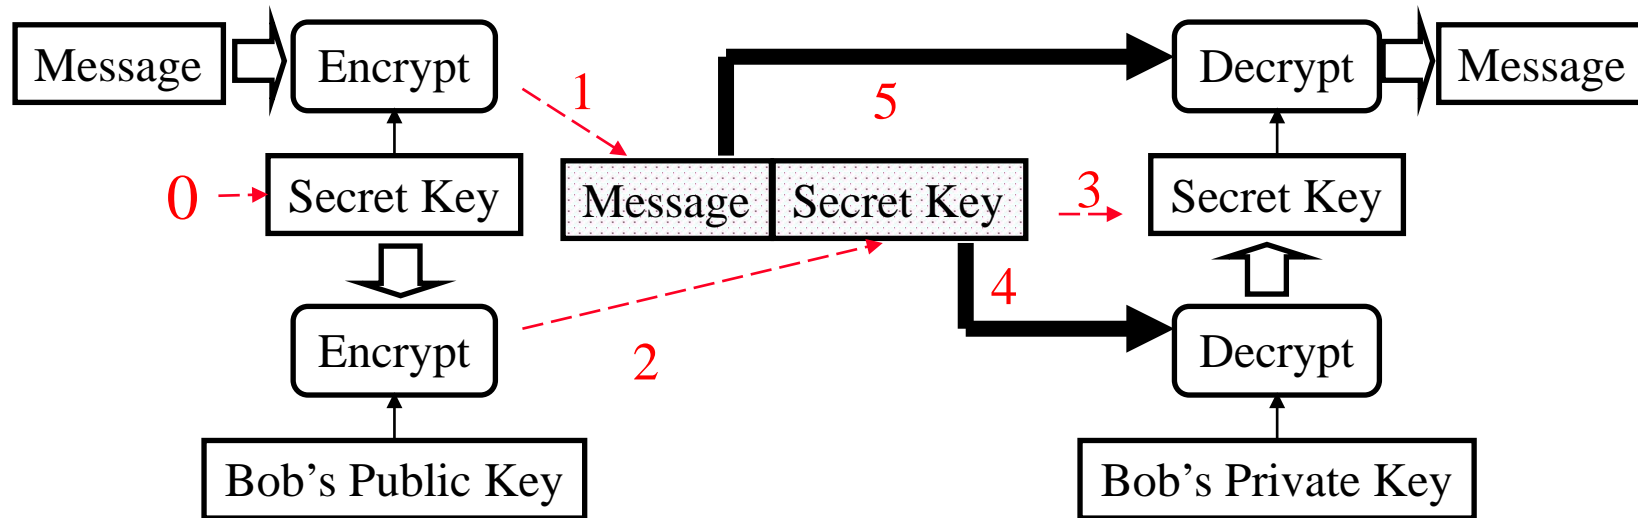 Message
Encrypt
1
5
Decrypt
Message
0
Secret Key
Message
Secret Key
3
Secret Key
Encrypt
2
4
Decrypt
Bob’s Public Key
Bob’s Private Key